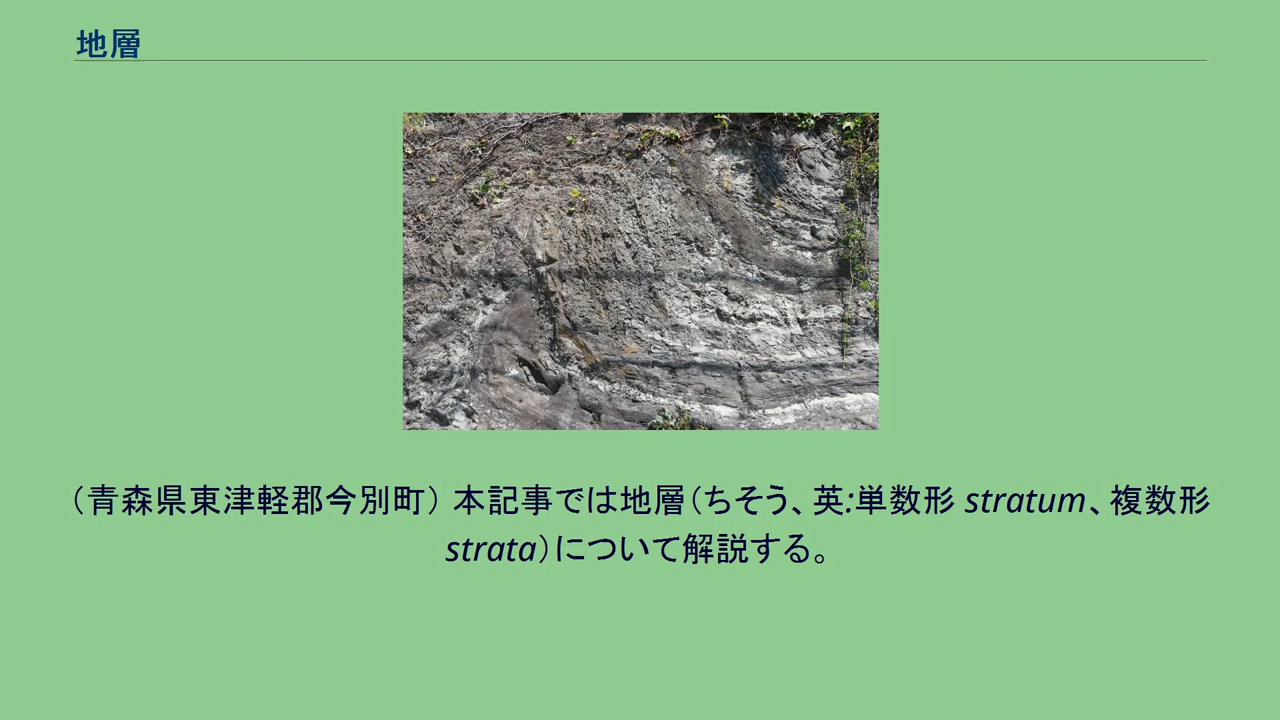 地層
（青森県東津軽郡今別町） 本記事では地層（ちそう、英:単数形 stratum、複数形
strata）について解説する。